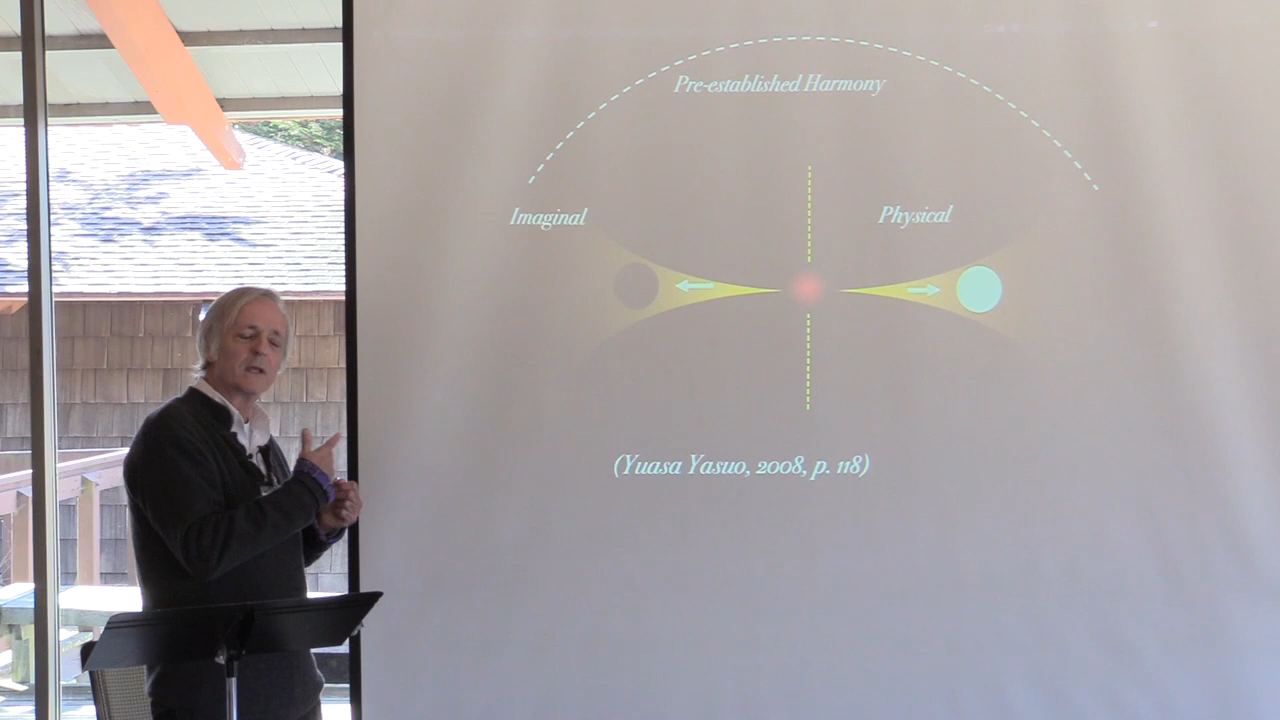 Pre-established Harmony
Imaginal
Physical
(Yuasa Yasuo, 2008, p. 118)